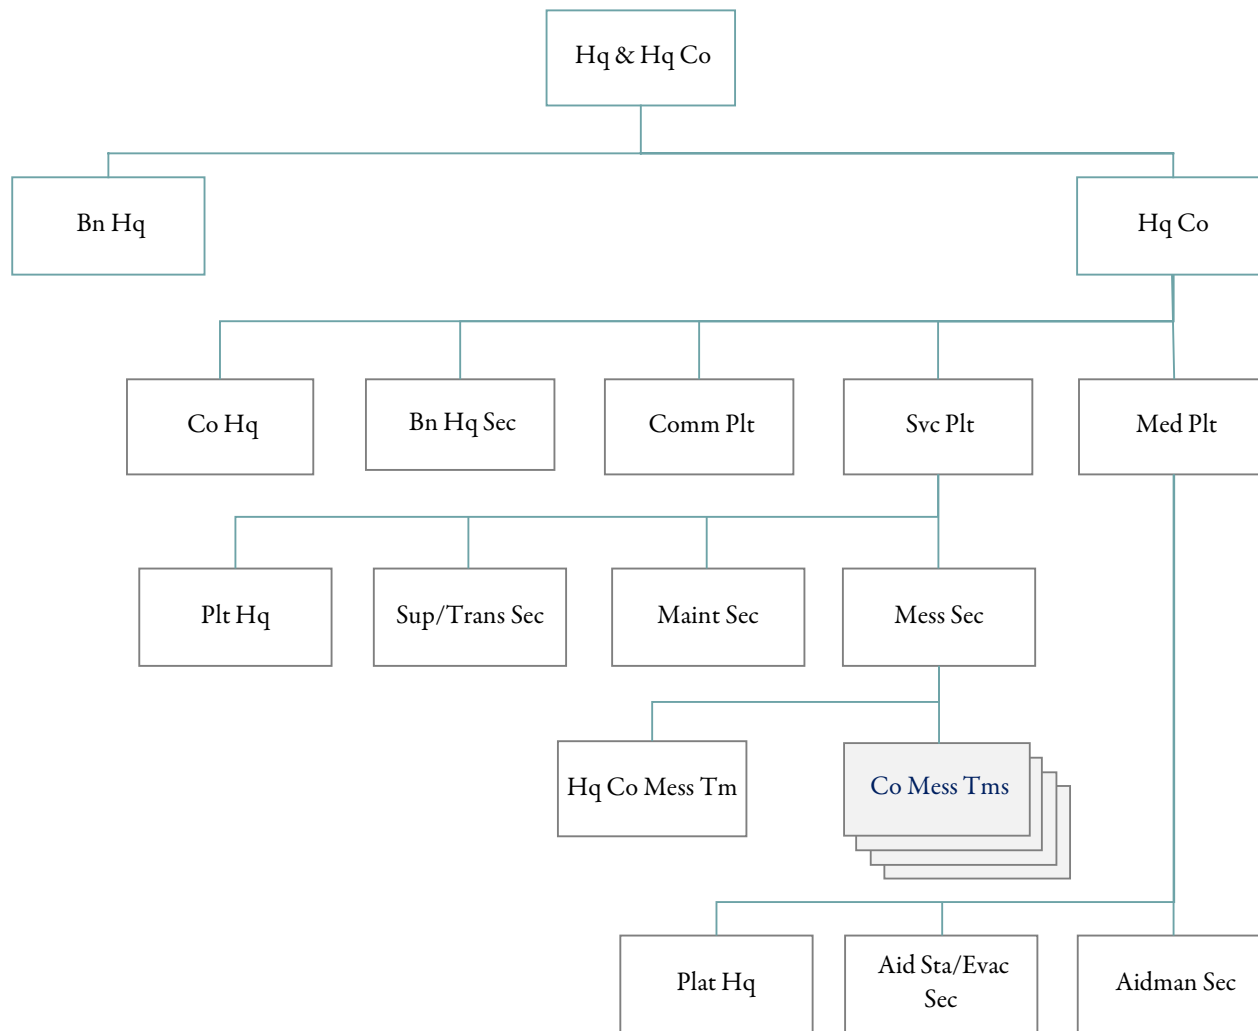 Hq & Hq Co
Bn Hq
Hq Co
Co Hq
Bn Hq Sec
Comm Plt
Svc Plt
Med Plt
Plt Hq
Sup/Trans Sec
Maint Sec
Mess Sec
Hq Co Mess Tm
Co Mess Tms
Plat Hq
Aid Sta/Evac
Sec
Aidman Sec